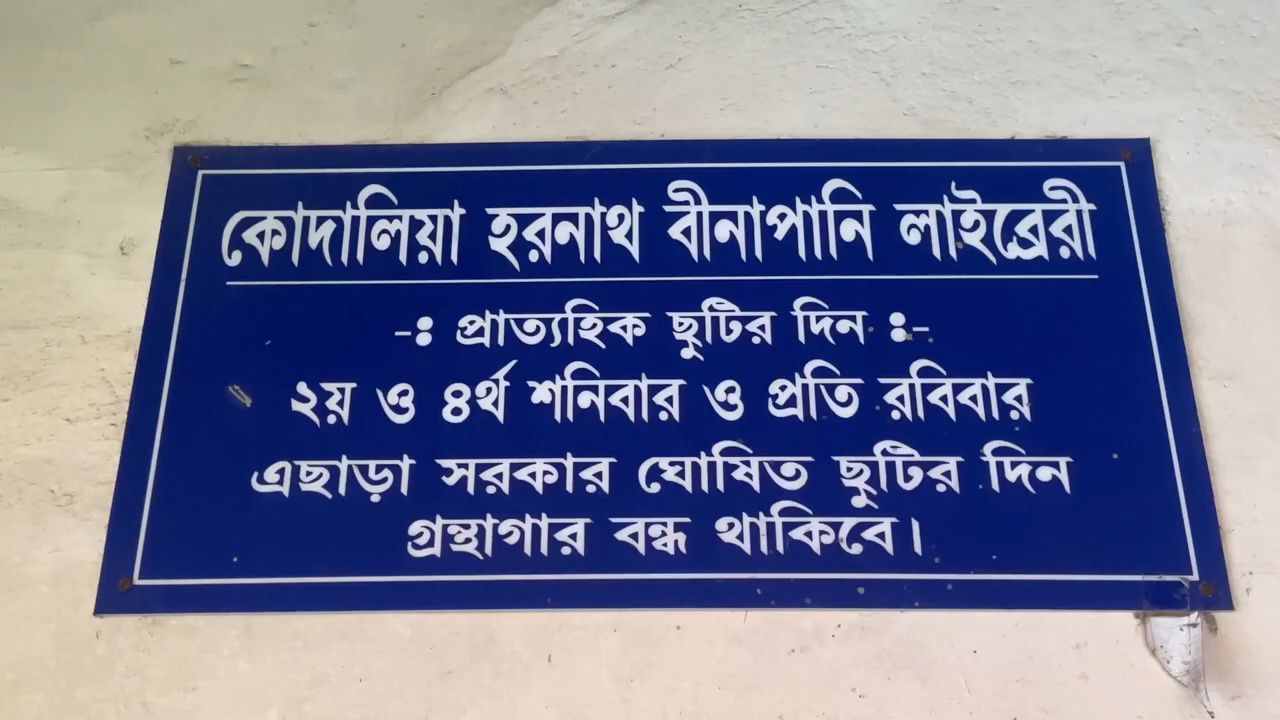 কোদালিয়া হরনাথ বীনাপানি লাইব্রেরী
-ঃ প্রাত্যহিক ছুটির দিন ঃ-
২য় ও ৪র্থ শনিবার ও প্রতি রবিবার
এছাড়া সরকার ঘোষিত ছুটির দিন
গ্রন্থাগার বন্ধ থাকিবে।